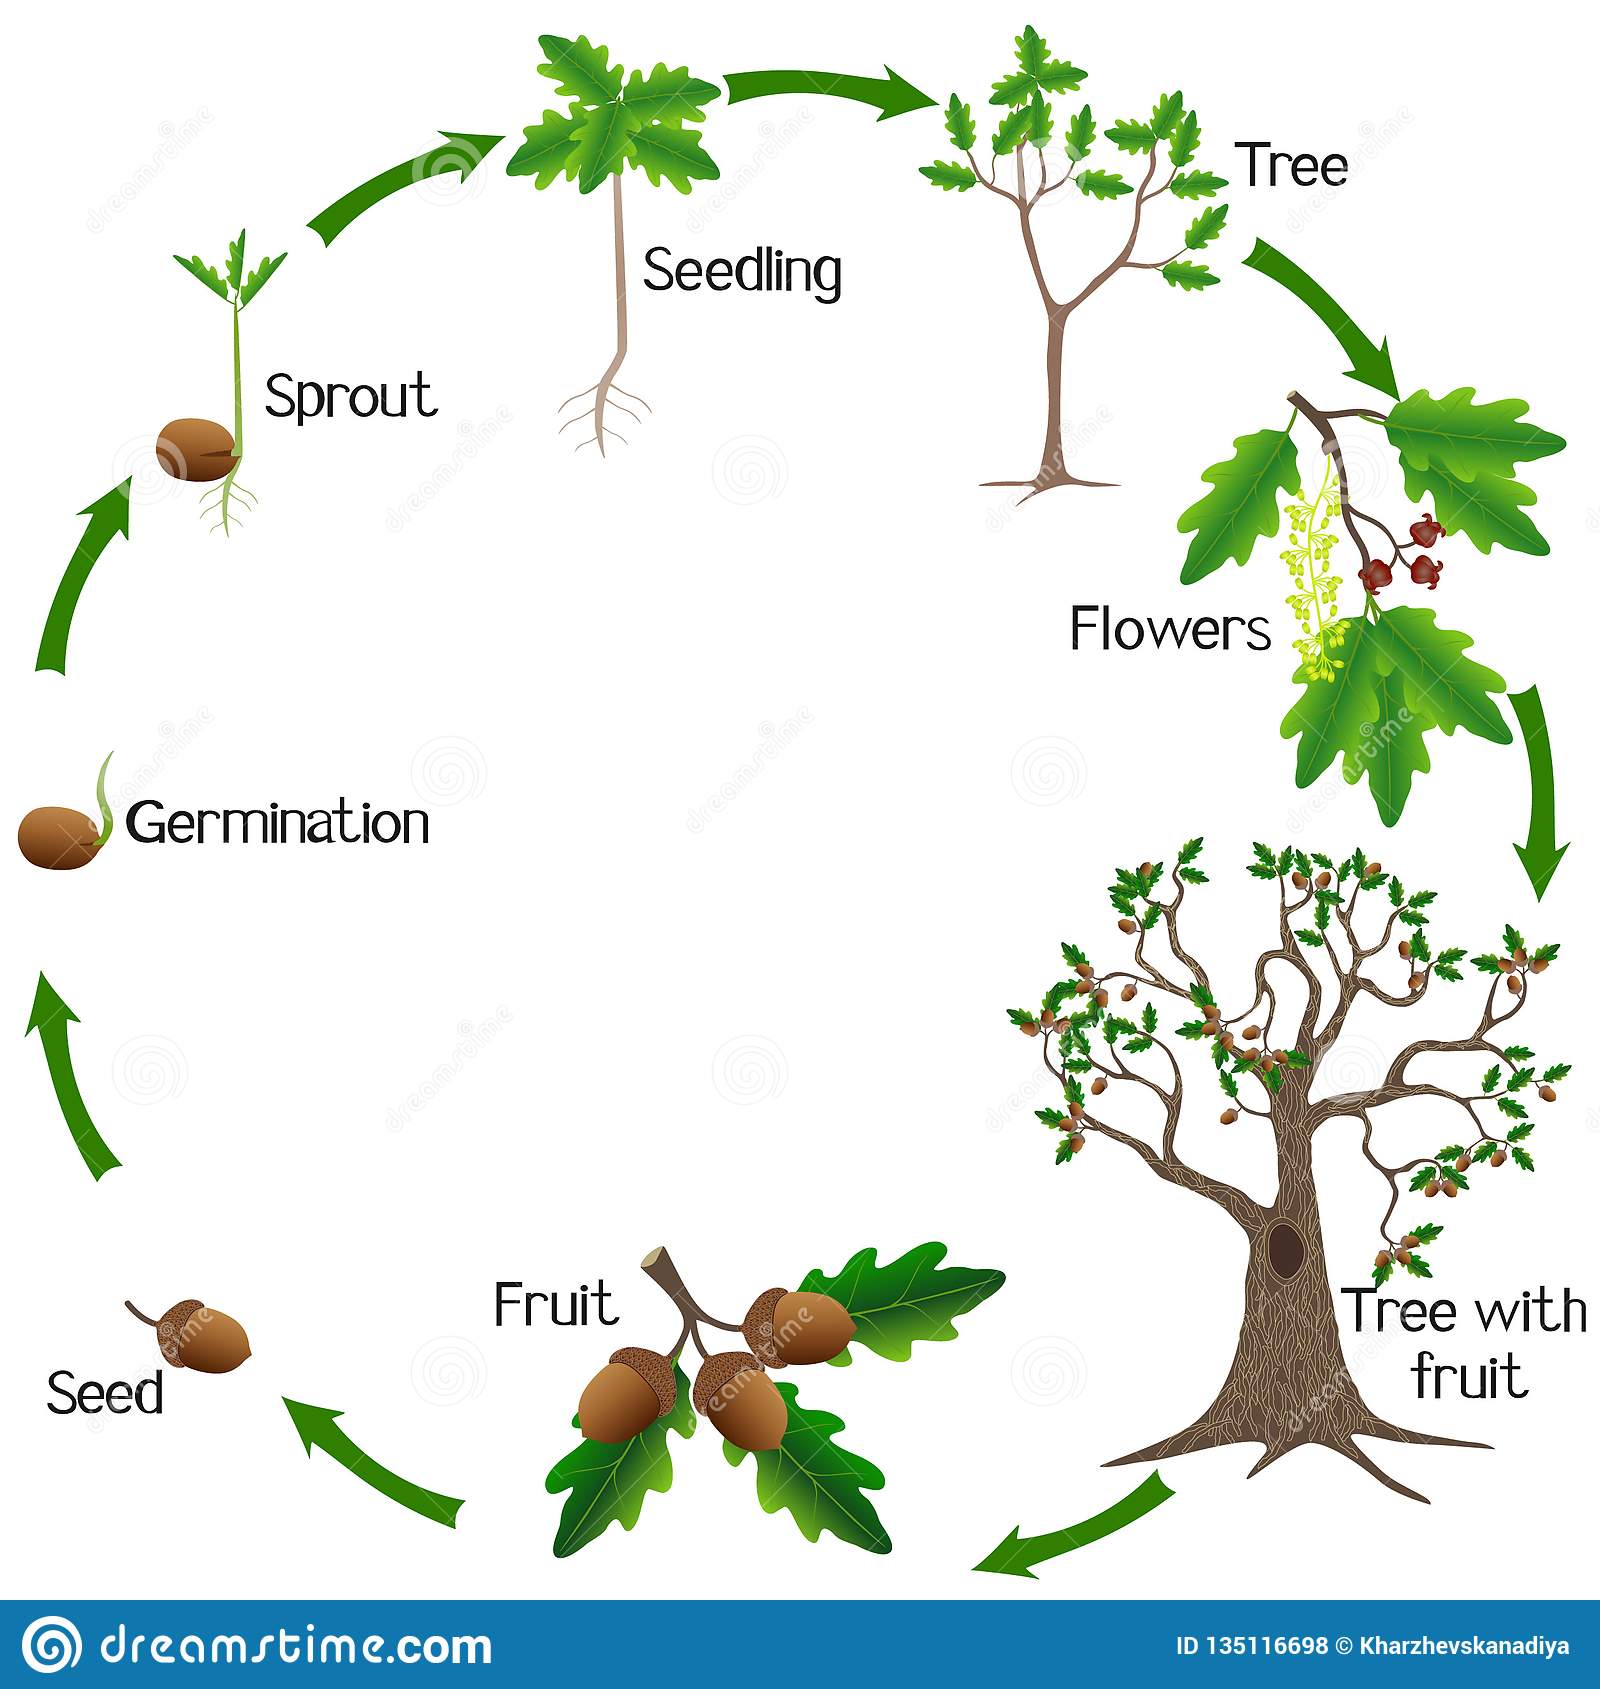 Tree
Seedling
Sprout
Flowers
Germination
Tree with
fruit
Fruit
Seed
dreamstime.com
ID 135116698 © Kharzhevskanadiya